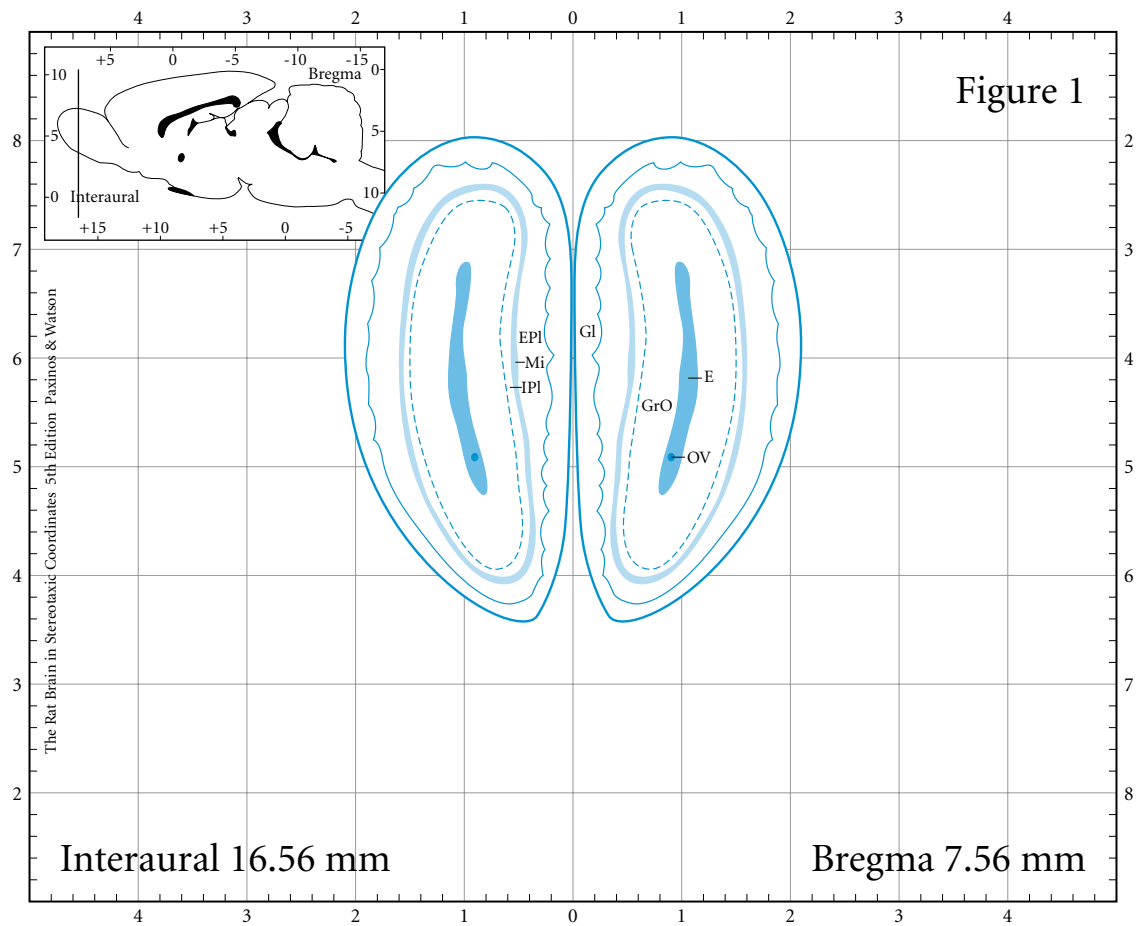 4 3 2 1 0 1 2 3 4
+5 0 -5 -10 -15
Bregma
10 0
5 5
0 10
Interaural
+15 +10 +5 0 -5
Figure 1
8 2
7 3
6 4
5 5
4 6
3 7
2 8
EPl
Mi
IPl
Gl
E
GrO
OV
The Rat Brain in Stereotaxic Coordinates 5th Edition Paxinos & Watson
Interaural 16.56 mm
Bregma 7.56 mm
4 3 2 1 0 1 2 3 4